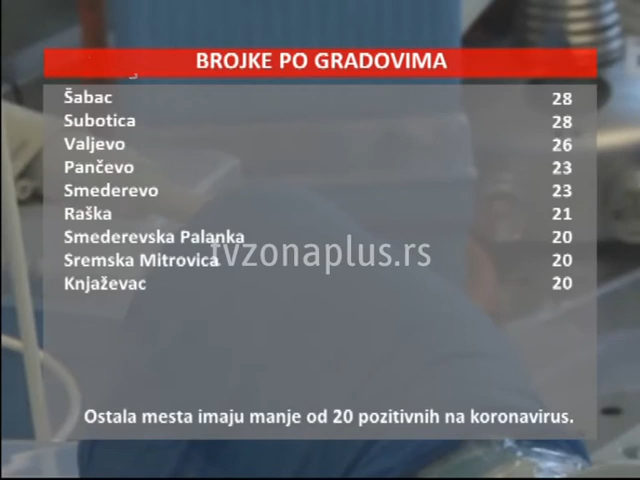 BROJKE PO GRADOVIMA
Šabac 28
Subotica 28
Valjevo 26
Pančevo 23
Smederevo 23
Raška 21
Smederevska Palanka 20
Sremska Mitrovica 20
Knjaževac 20
tvzonaplus.rs
Ostala mesta imaju manje od 20 pozitivnih na koronavirus.